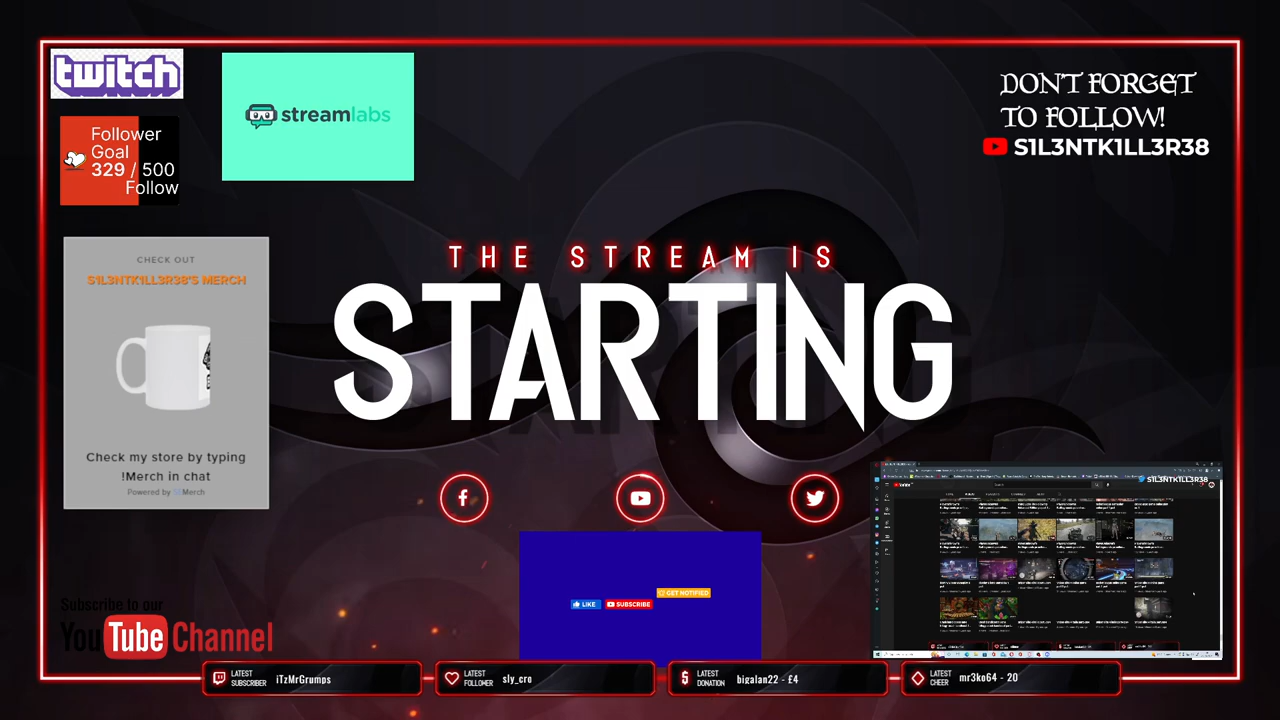 twitch
Follower
Goal
329 / 500
Follow
streamlabs
DON'T FORGET
TO FOLLOW!
S1L3NTK1LL3R38
CHECK OUT
S1L3NTK1LL3R38'S MERCH
Check my store by typing
!Merch in chat
Powered by SEMerch
THE STREAM IS
STARTING
S1L3NTK1LL3R38
LIKE
SUBSCRIBE
GET NOTIFIED
Subscribe to our
YouTube Channel
LATEST SUBSCRIBER
iTzMrGrumps
LATEST FOLLOWER
sly_cro
LATEST DONATION
bigalan22 - £4
LATEST CHEER
mr3ko64 - 20